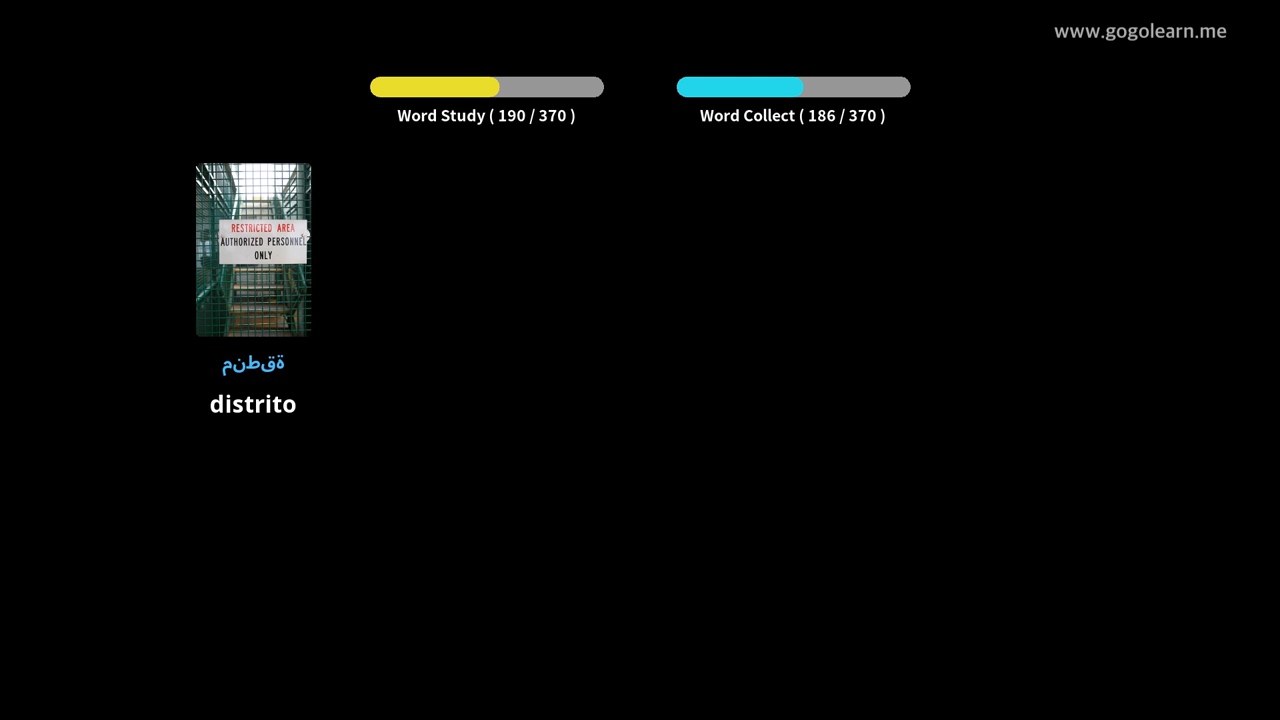 www.gogolearn.me
Word Study ( 190 / 370 )
Word Collect ( 186 / 370 )
RESTRICTED AREA
AUTHORIZED PERSONNEL
ONLY
منطقة
distrito